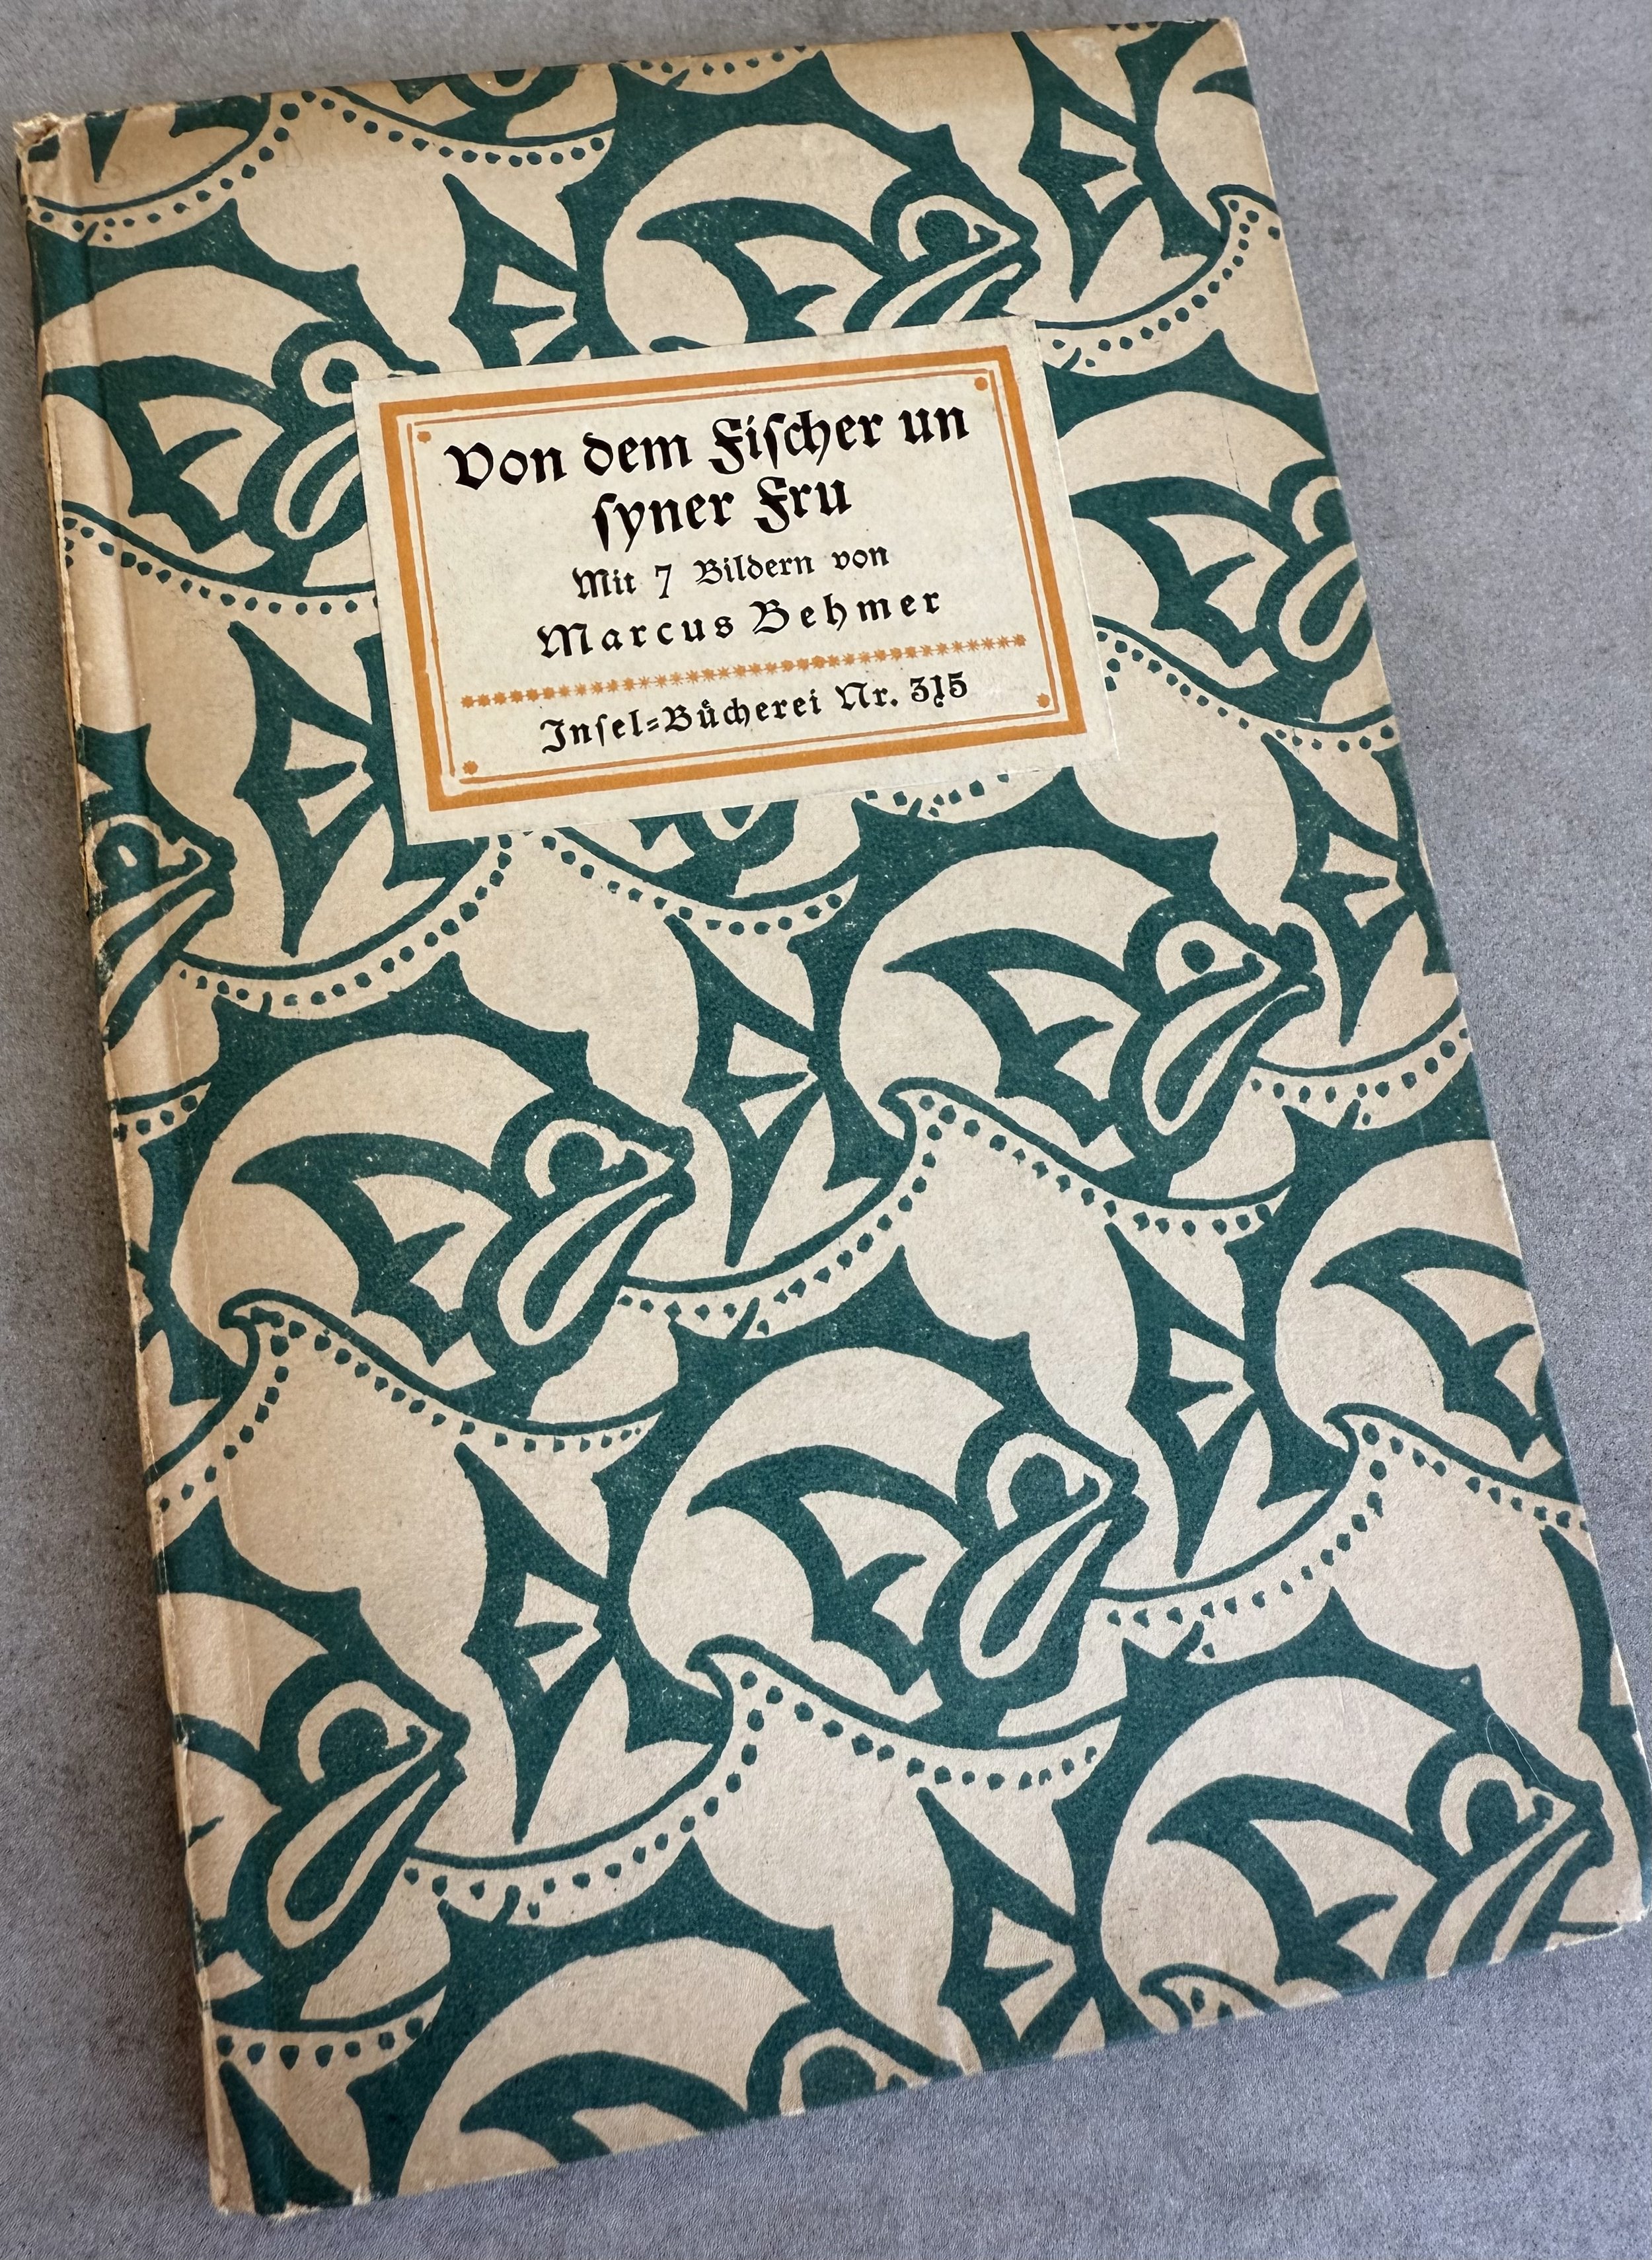 Von dem Fischer un
syner Fru
Mit 7 Bildern von
Marcus Behmer
Insel=Bücherei Nr. 315